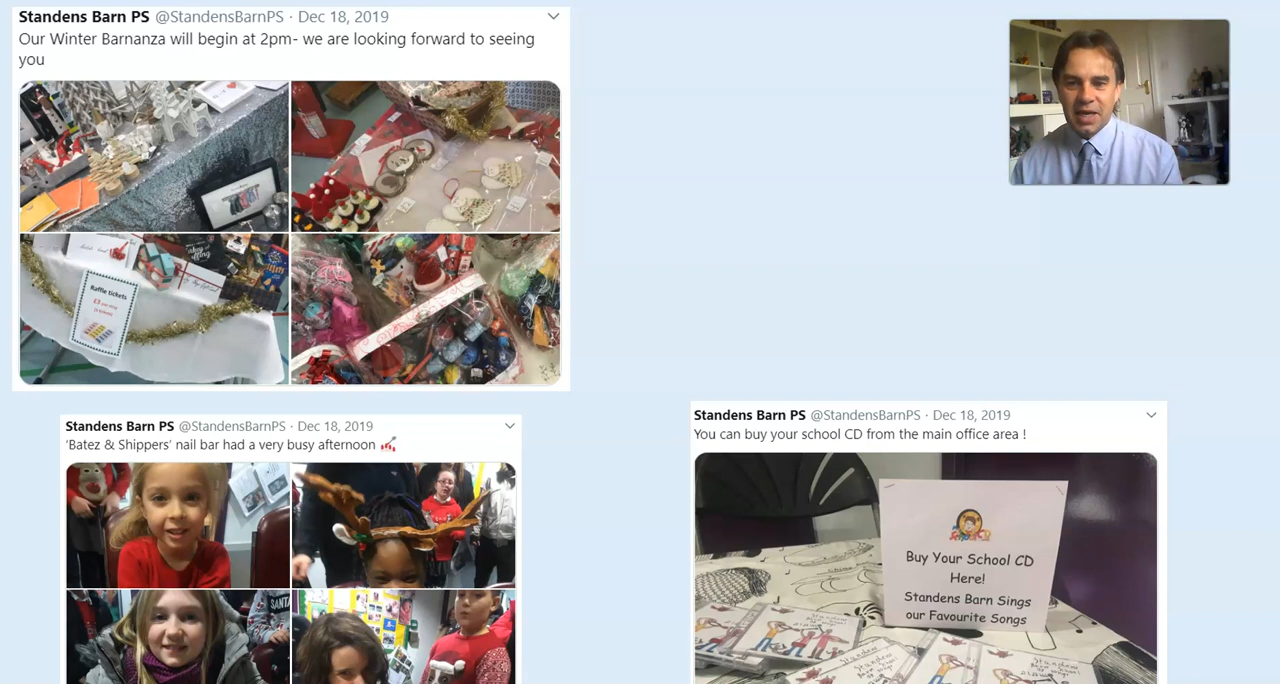 Standens Barn PS @StandensBarnPS · Dec 18, 2019
Our Winter Barnanza will begin at 2pm- we are looking forward to seeing
you
Raffle tickets
Standens Barn PS @StandensBarnPS · Dec 18, 2019
‘Batez & Shippers’ nail bar had a very busy afternoon
SANTA
Standens Barn PS @StandensBarnPS · Dec 18, 2019
You can buy your school CD from the main office area !
Buy Your School CD
Here!
Standens Barn Sings
our Favourite Songs